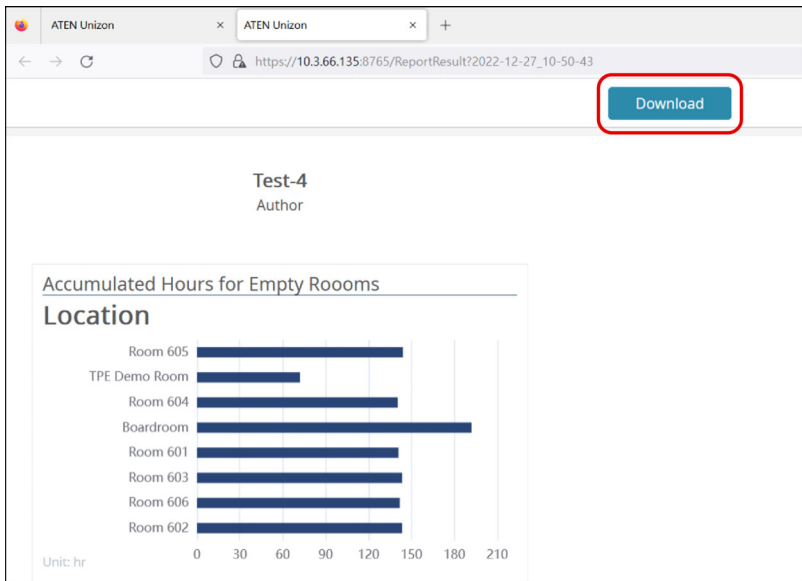 ATEN Unizon × ATEN Unizon × +
https://10.3.66.135:8765/ReportResult?2022-12-27_10-50-43
Download
Test-4
Author
Accumulated Hours for Empty Roooms
Location
Room 605
TPE Demo Room
Room 604
Boardroom
Room 601
Room 603
Room 606
Room 602
Unit: hr 0 30 60 90 120 150 180 210